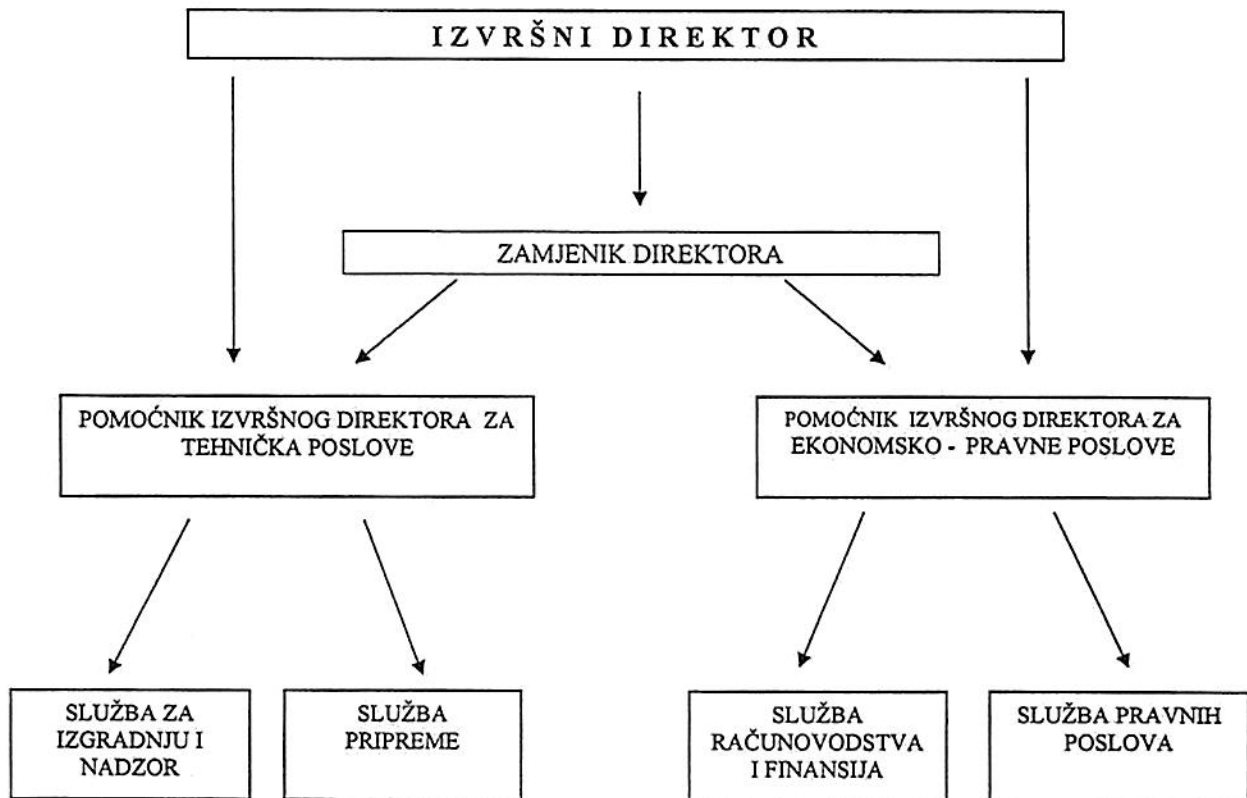 IZVRŠNI DIREKTOR
ZAMJENIK DIREKTORA
POMOĆNIK IZVRŠNOG DIREKTORA ZA
TEHNIČKA POSLOVE
POMOĆNIK IZVRŠNOG DIREKTORA ZA
EKONOMSKO - PRAVNE POSLOVE
SLUŽBA ZA
IZGRADNJU I
NADZOR
SLUŽBA
PRIPREME
SLUŽBA
RAČUNOVODSTVA
I FINANSIJA
SLUŽBA PRAVNIH
POSLOVA